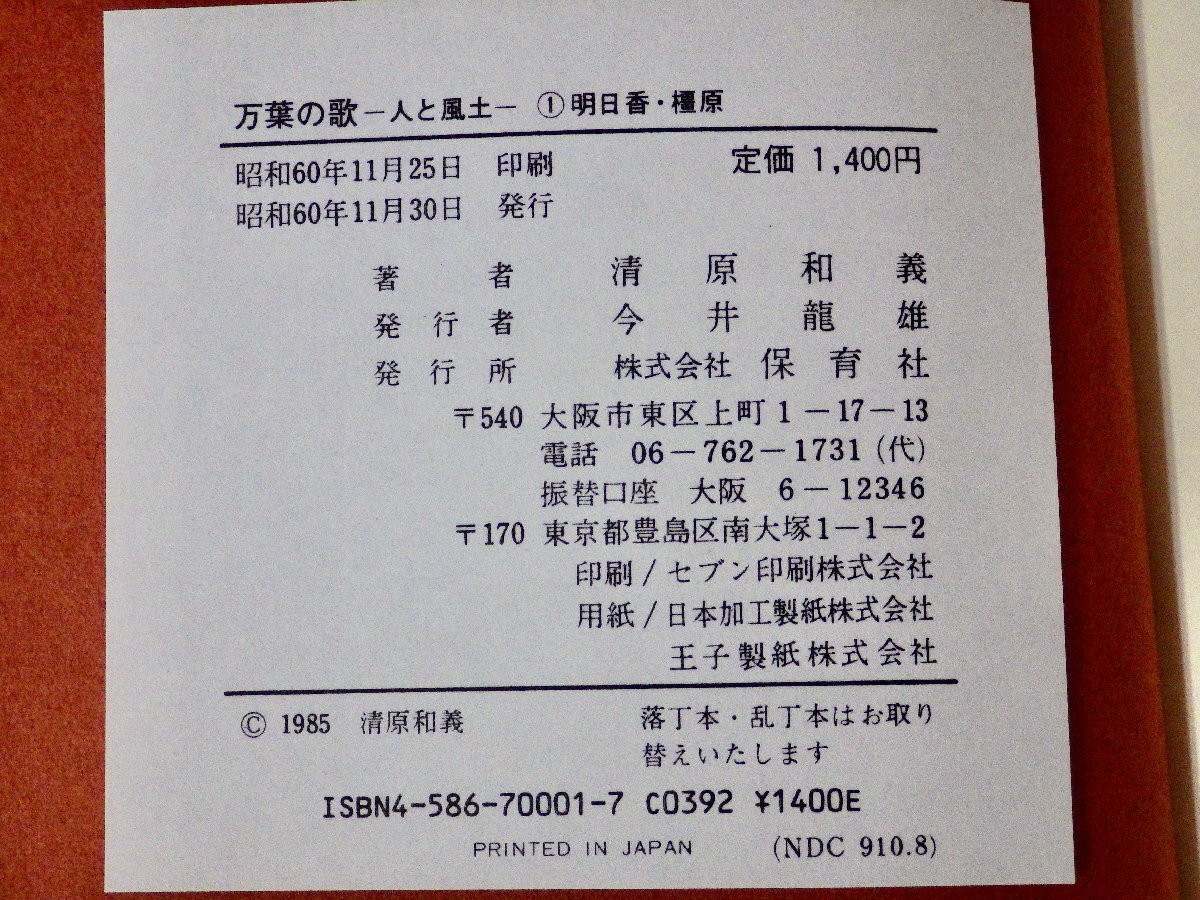 万葉の歌－人と風土－ ①明日香・橿原
昭和60年11月25日 印刷 定価 1,400円
昭和60年11月30日 発行
著者 清原和義
発行者 今井龍雄
発行所 株式会社 保育社
〒540 大阪市東区上町1－17－13
電話 06－762－1731（代）
振替口座 大阪 6－12346
〒170 東京都豊島区南大塚1－1－2
印刷／セブン印刷株式会社
用紙／日本加工製紙株式会社
王子製紙株式会社
© 1985 清原和義 落丁本・乱丁本はお取り
替えいたします
ISBN4-586-70001-7 C0392 ¥1400E
PRINTED IN JAPAN (NDC 910.8)